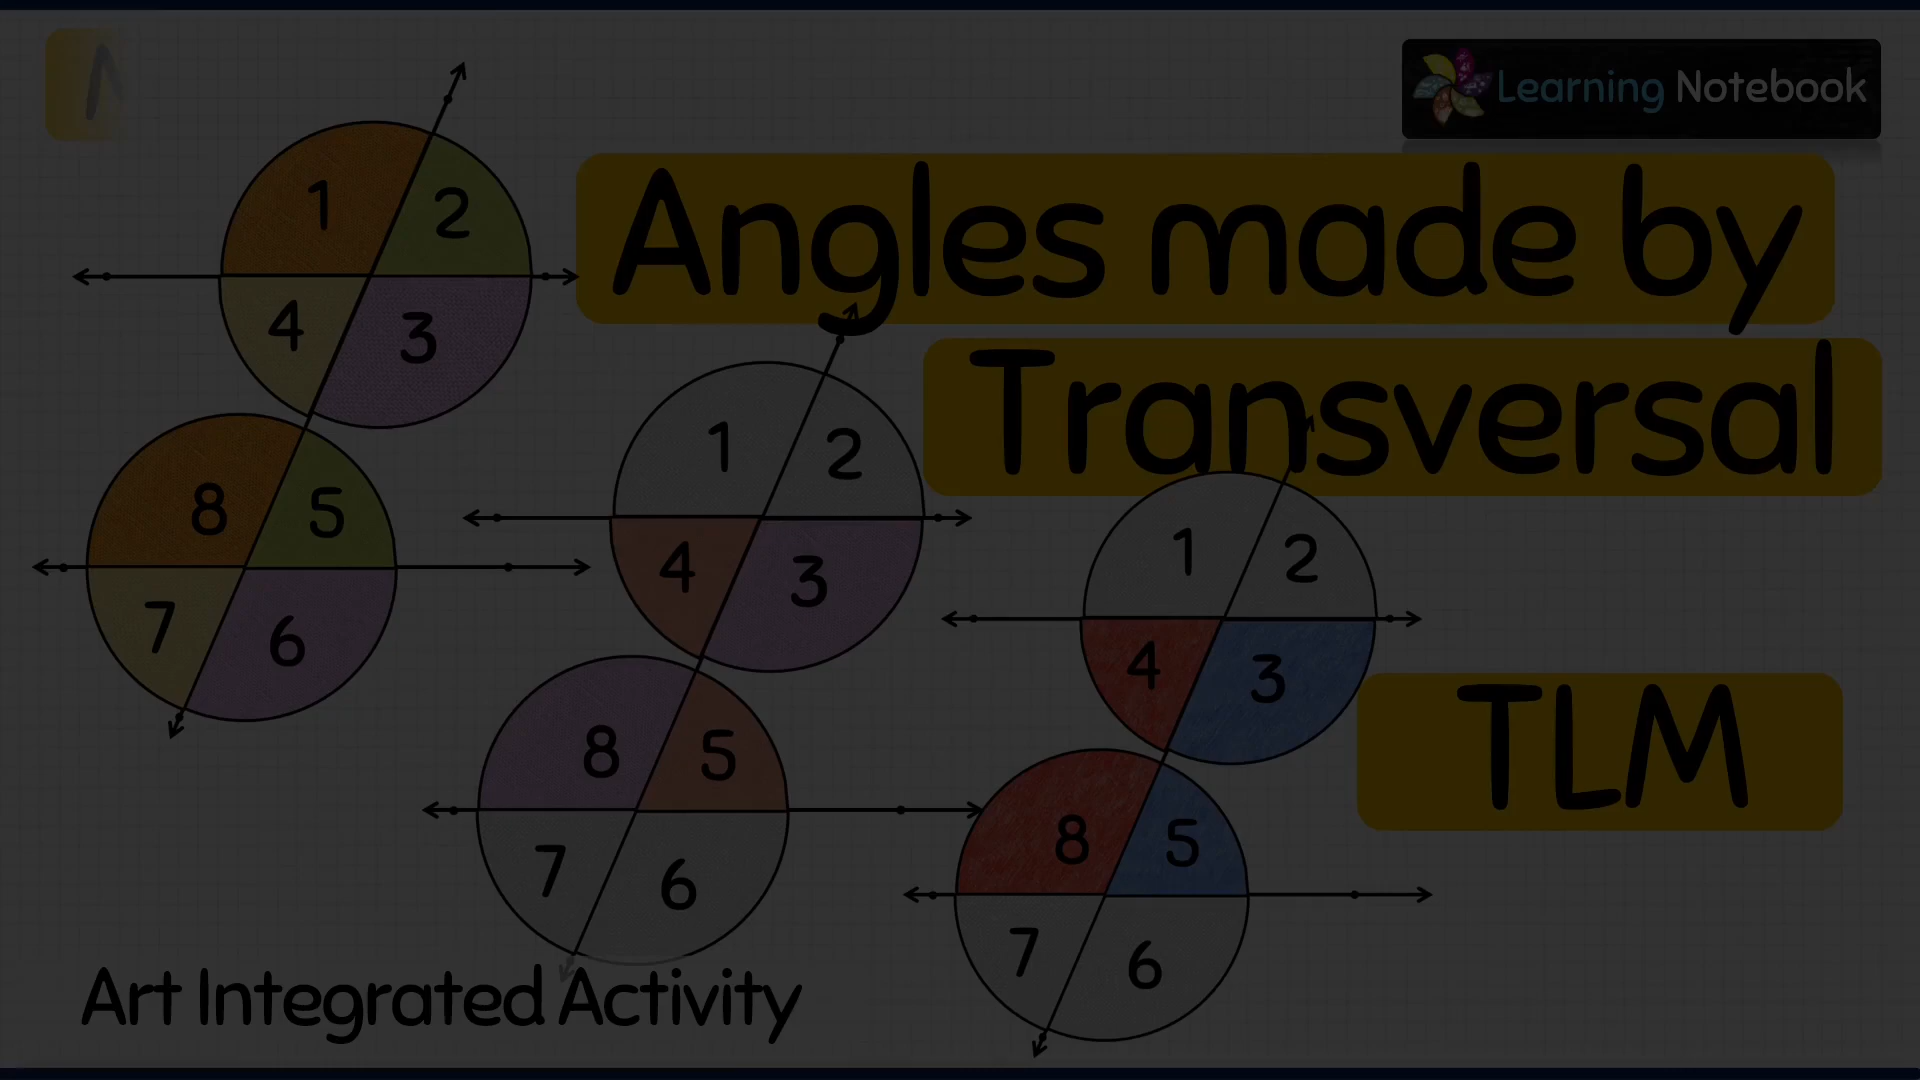 Learning Notebook
Angles made by
Transversal
TLM
1 2
4 3
8 5
7 6
1 2
4 3
8 5
7 6
1 2
4 3
8 5
7 6
Art Integrated Activity